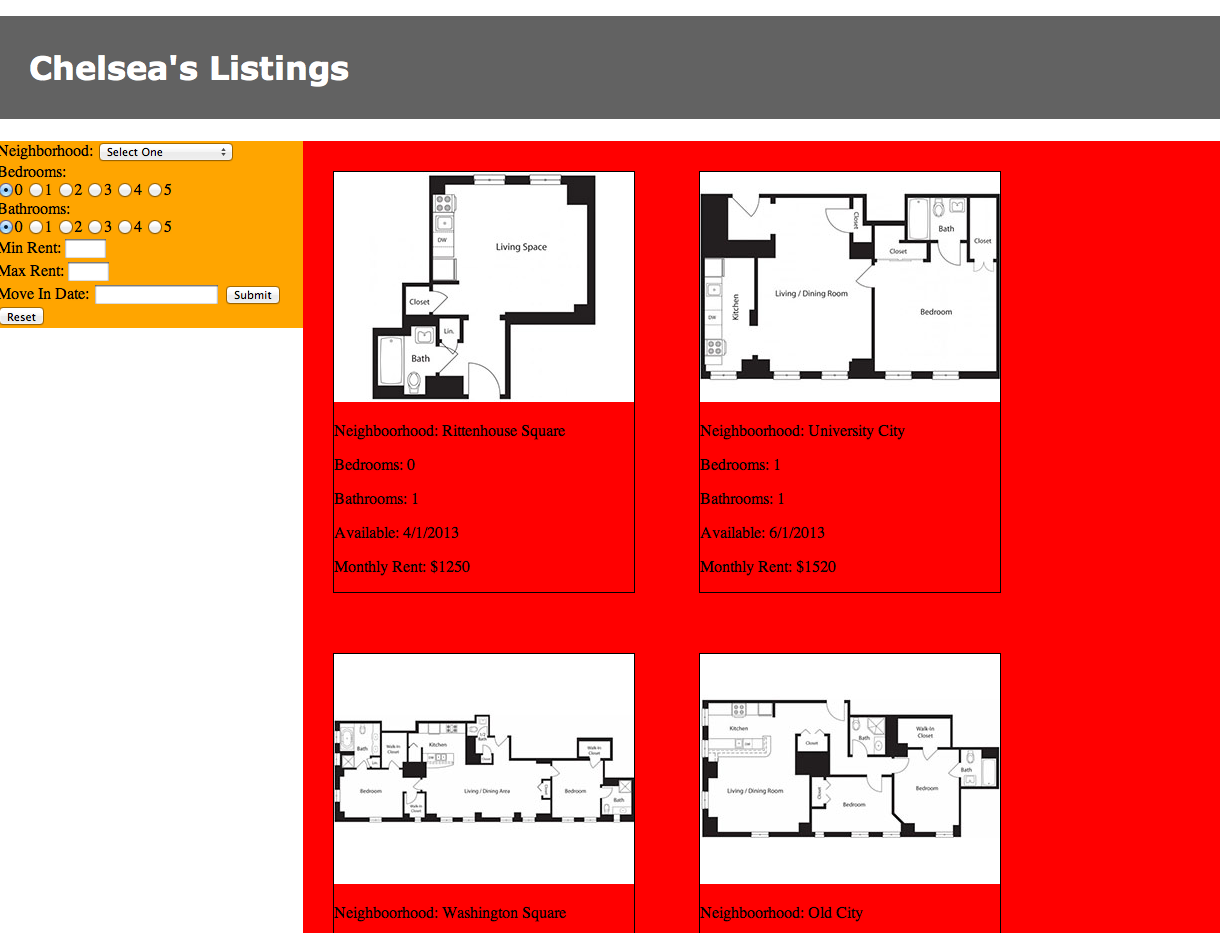 Chelsea's Listings
Neighborhood: Select One
Bedrooms:
0 1 2 3 4 5
Bathrooms:
0 1 2 3 4 5
Min Rent:
Max Rent:
Move In Date: Submit
Reset
Living Space
DW
Closet
Lin.
Bath
Neighboorhood: Rittenhouse Square
Bedrooms: 0
Bathrooms: 1
Available: 4/1/2013
Monthly Rent: $1250
Closet
Bath
Closet
Closet
Living / Dining Room
Kitchen
DW
Bedroom
Neighboorhood: University City
Bedrooms: 1
Bathrooms: 1
Available: 6/1/2013
Monthly Rent: $1520
Bath
Walk-In
Closet
Lin.
Kitchen
DW
1/2
Bath
Closet
Walk-In
Closet
Bedroom
Walk-In
Closet
Living / Dining Area
Closet
Bedroom
Bath
Neighboorhood: Washington Square
Kitchen
DW
Closet
Bath
Walk-In
Closet
Bath
Living / Dining Room
Closet
Bedroom
Bedroom
Neighboorhood: Old City